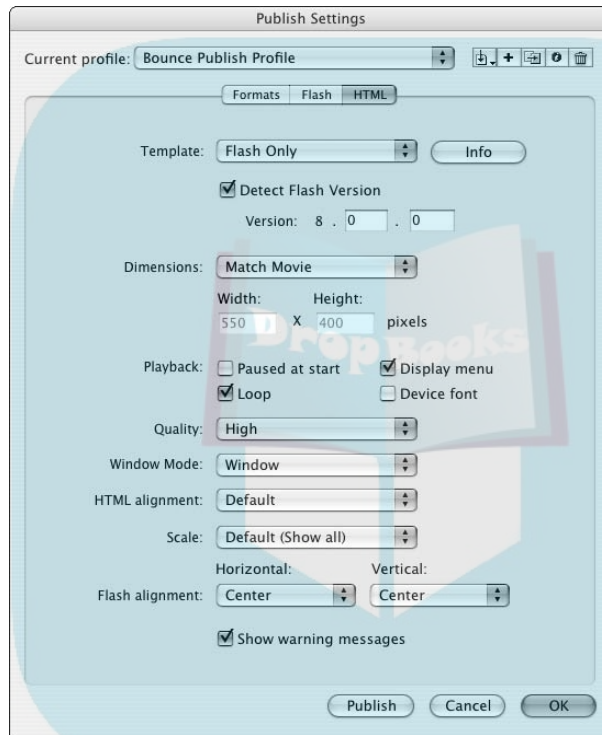 Publish Settings
Current profile: Bounce Publish Profile
Formats Flash HTML
Template: Flash Only Info
Detect Flash Version
Version: 8 . 0 . 0
Dimensions: Match Movie
Width: Height:
550 X 400 pixels
DropBooks
Playback: Paused at start Display menu
Loop Device font
Quality: High
Window Mode: Window
HTML alignment: Default
Scale: Default (Show all)
Horizontal: Vertical:
Flash alignment: Center Center
Show warning messages
Publish Cancel OK